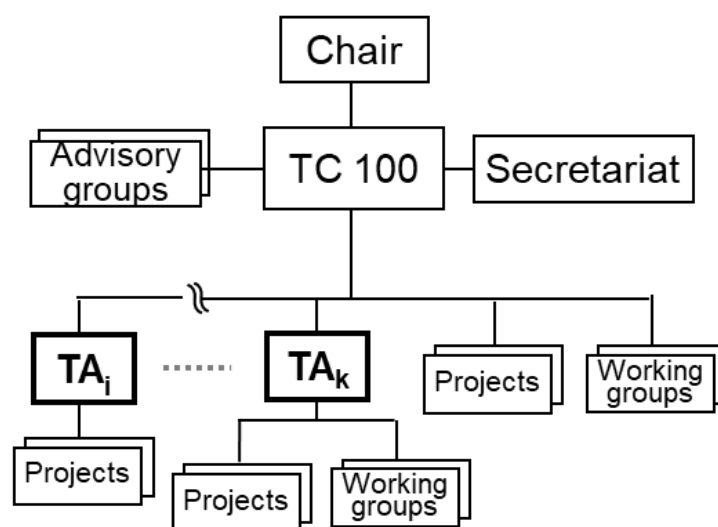 Chair
Advisory
groups
TC 100
Secretariat
TAi
TAk
Projects
Working
groups
Projects
Projects
Working
groups